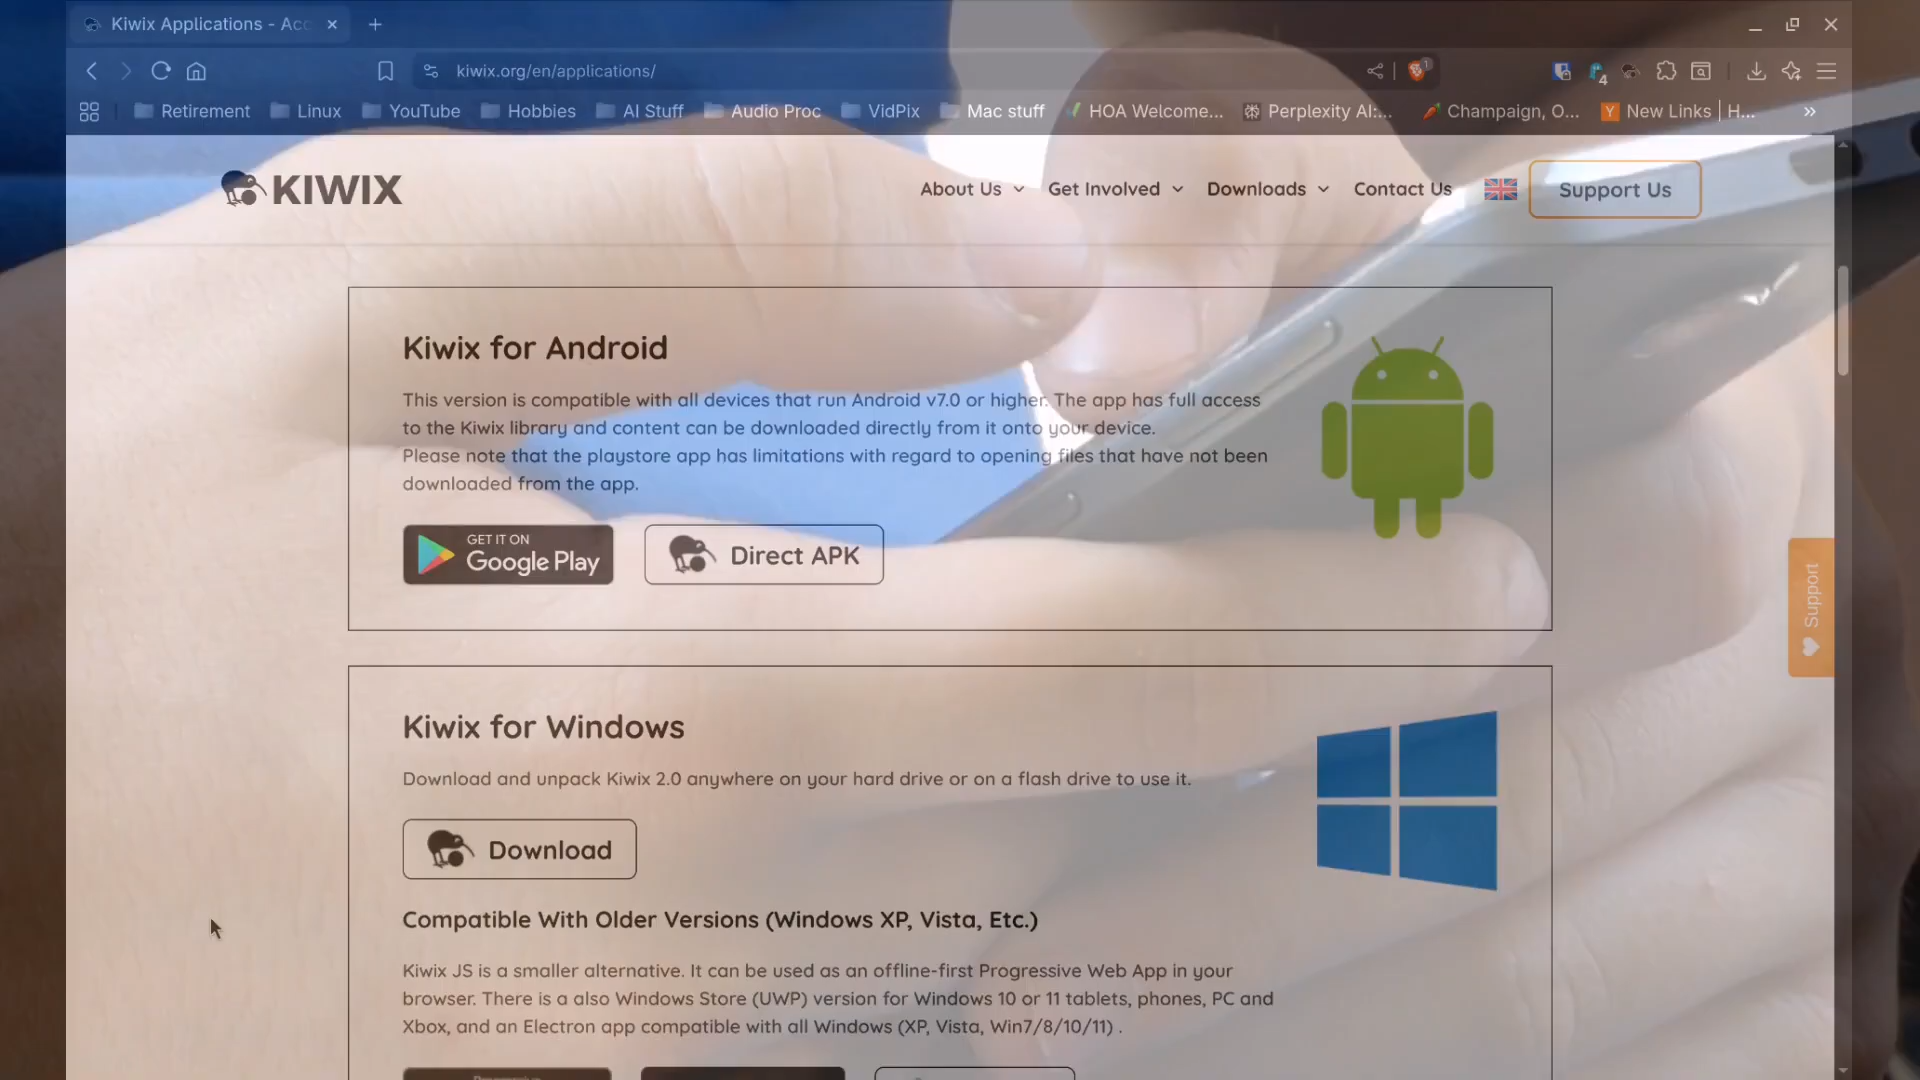 Kiwix Applications - Acc
kiwix.org/en/applications/
1
4
Retirement
Linux
YouTube
Hobbies
AI Stuff
Audio Proc
VidPix
Mac stuff
HOA Welcome...
Perplexity AI:...
Champaign, O...
New Links | H...
KIWIX
About Us
Get Involved
Downloads
Contact Us
Support Us
Kiwix for Android
This version is compatible with all devices that run Android v7.0 or higher. The app has full access
to the Kiwix library and content can be downloaded directly from it onto your device.
Please note that the playstore app has limitations with regard to opening files that have not been
downloaded from the app.
GET IT ON
Google Play
Direct APK
Support
Kiwix for Windows
Download and unpack Kiwix 2.0 anywhere on your hard drive or on a flash drive to use it.
Download
Compatible With Older Versions (Windows XP, Vista, Etc.)
Kiwix JS is a smaller alternative. It can be used as an offline-first Progressive Web App in your
browser. There is a also Windows Store (UWP) version for Windows 10 or 11 tablets, phones, PC and
Xbox, and an Electron app compatible with all Windows (XP, Vista, Win7/8/10/11) .